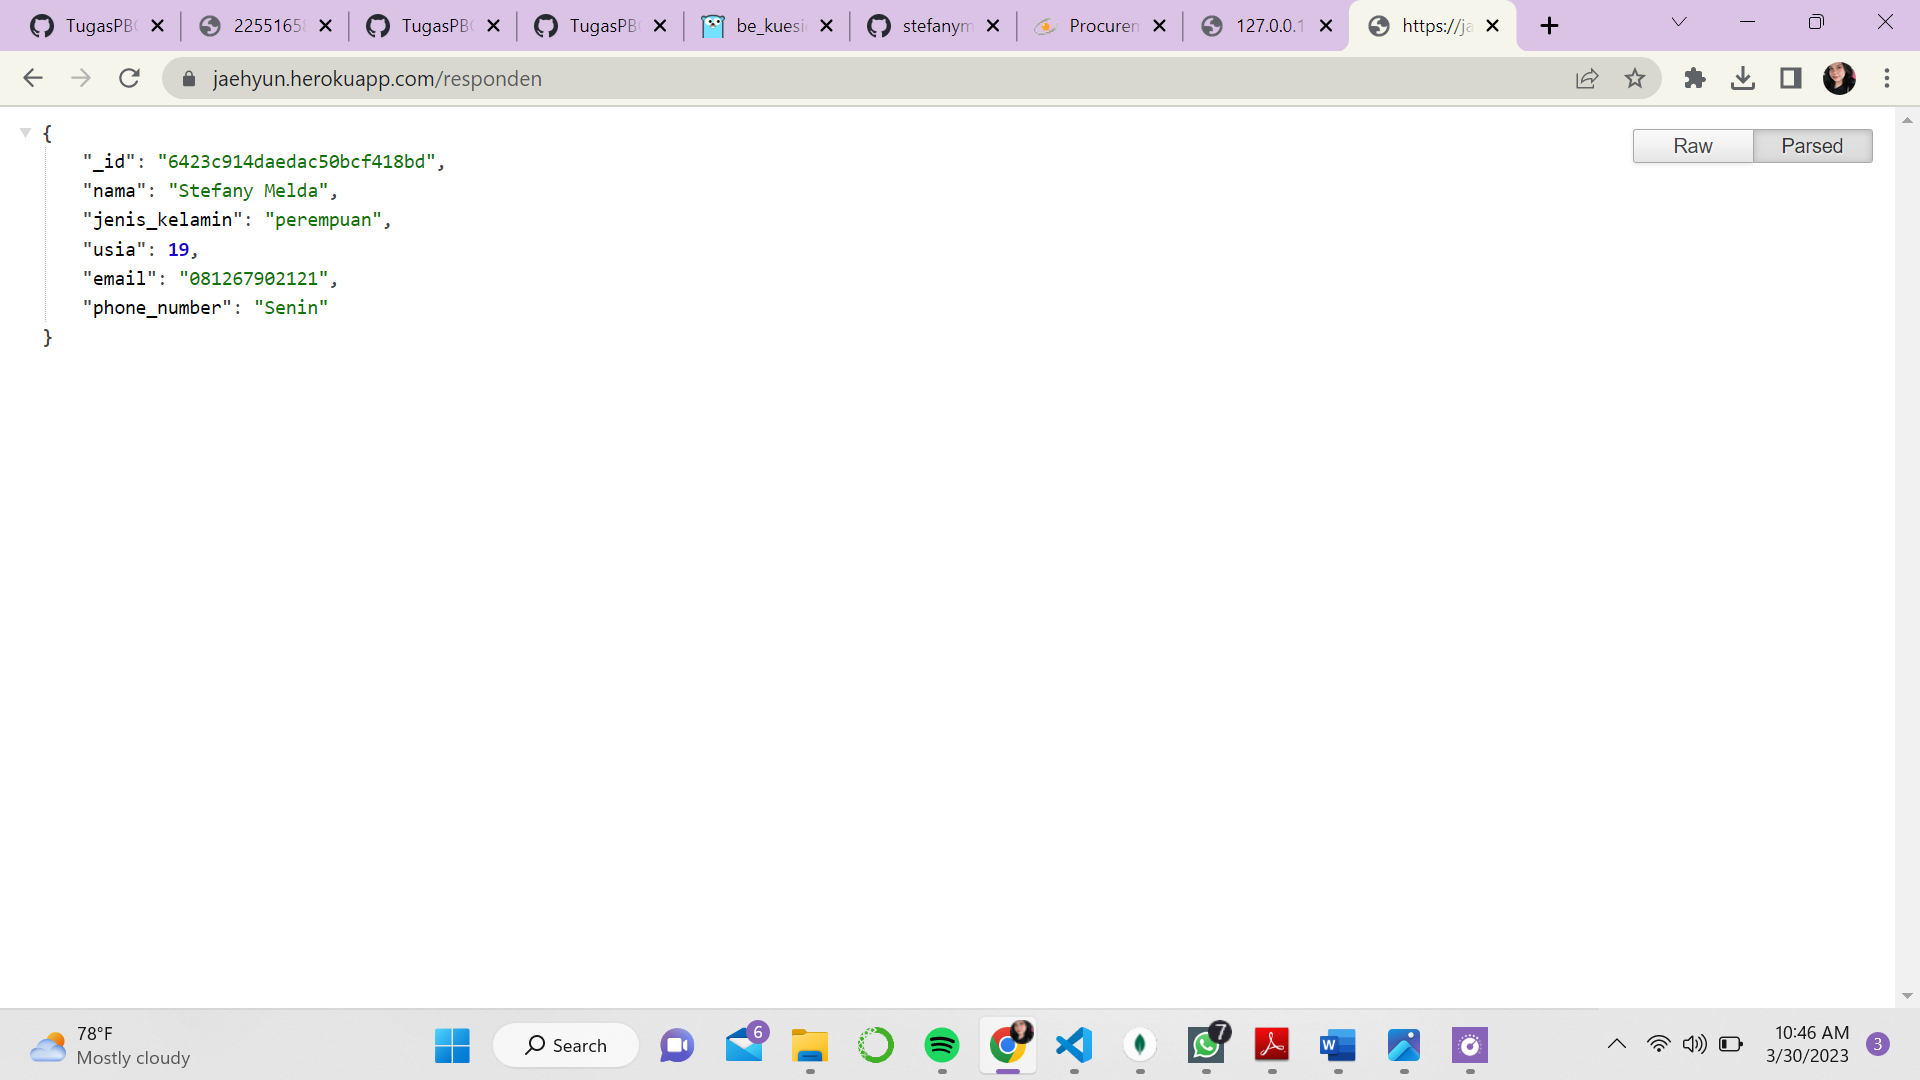 TugasPB
2255165
TugasPB
TugasPB
be_kuesi
stefanym
Procurem
127.0.0.1
https://ja
jaehyun.herokuapp.com/responden
Raw
Parsed
{
"_id": "6423c914daedac50bcf418bd",
"nama": "Stefany Melda",
"jenis_kelamin": "perempuan",
"usia": 19,
"email": "081267902121",
"phone_number": "Senin"
}
78°F
Mostly cloudy
Search
6
7
10:46 AM
3/30/2023
3